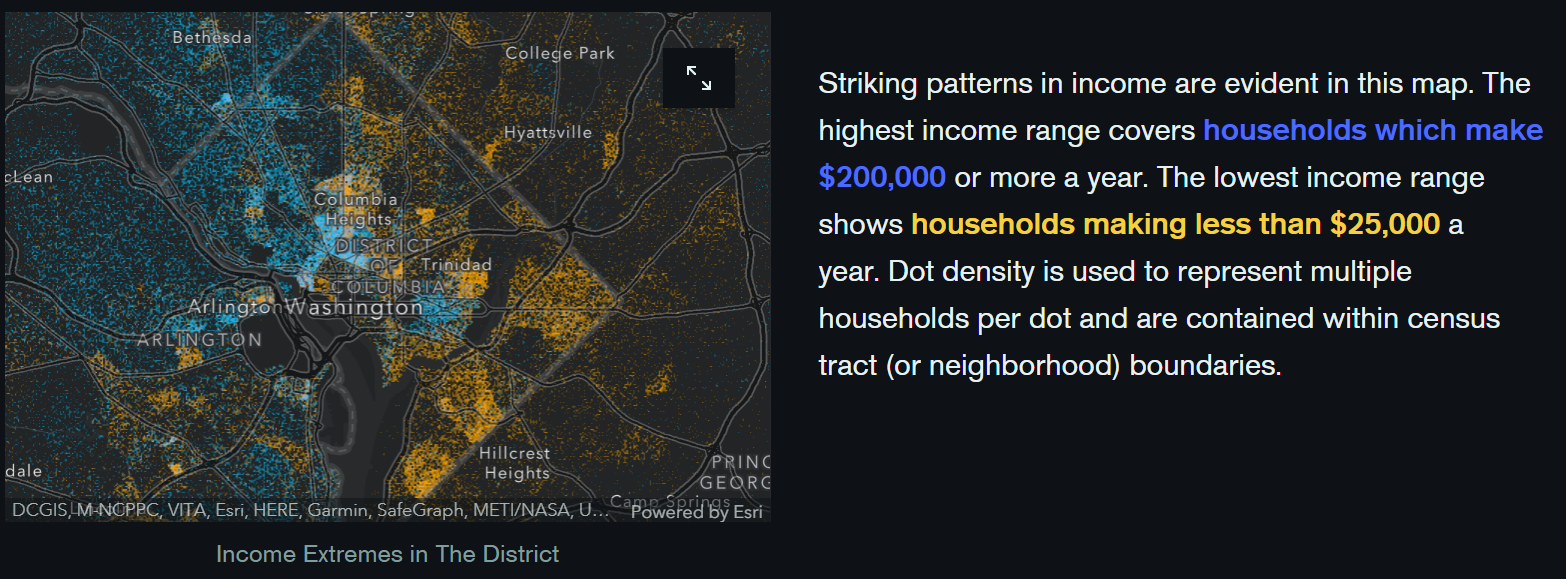 Bethesda
College Park
Hyattsville
cLean
Columbia
Heights
DISTRICT
OF
COLUMBIA
Trinidad
Arlington
Washington
ARLINGTON
Hillcrest
Heights
dale
PRINC
GEORG
Camp Springs
DCGIS, M-NCPPC, VITA, Esri, HERE, Garmin, SafeGraph, METI/NASA, U...
Powered by Esri
Income Extremes in The District
Striking patterns in income are evident in this map. The
highest income range covers households which make
$200,000 or more a year. The lowest income range
shows households making less than $25,000 a
year. Dot density is used to represent multiple
households per dot and are contained within census
tract (or neighborhood) boundaries.